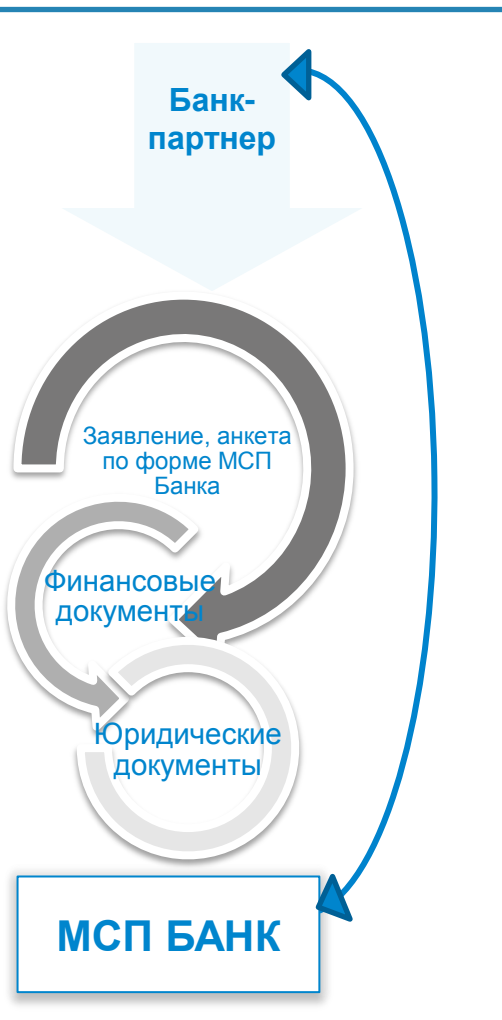 Банк-
партнер
Заявление, анкета
по форме МСП
Банка
Финансовые
документы
Юридические
документы
МСП БАНК